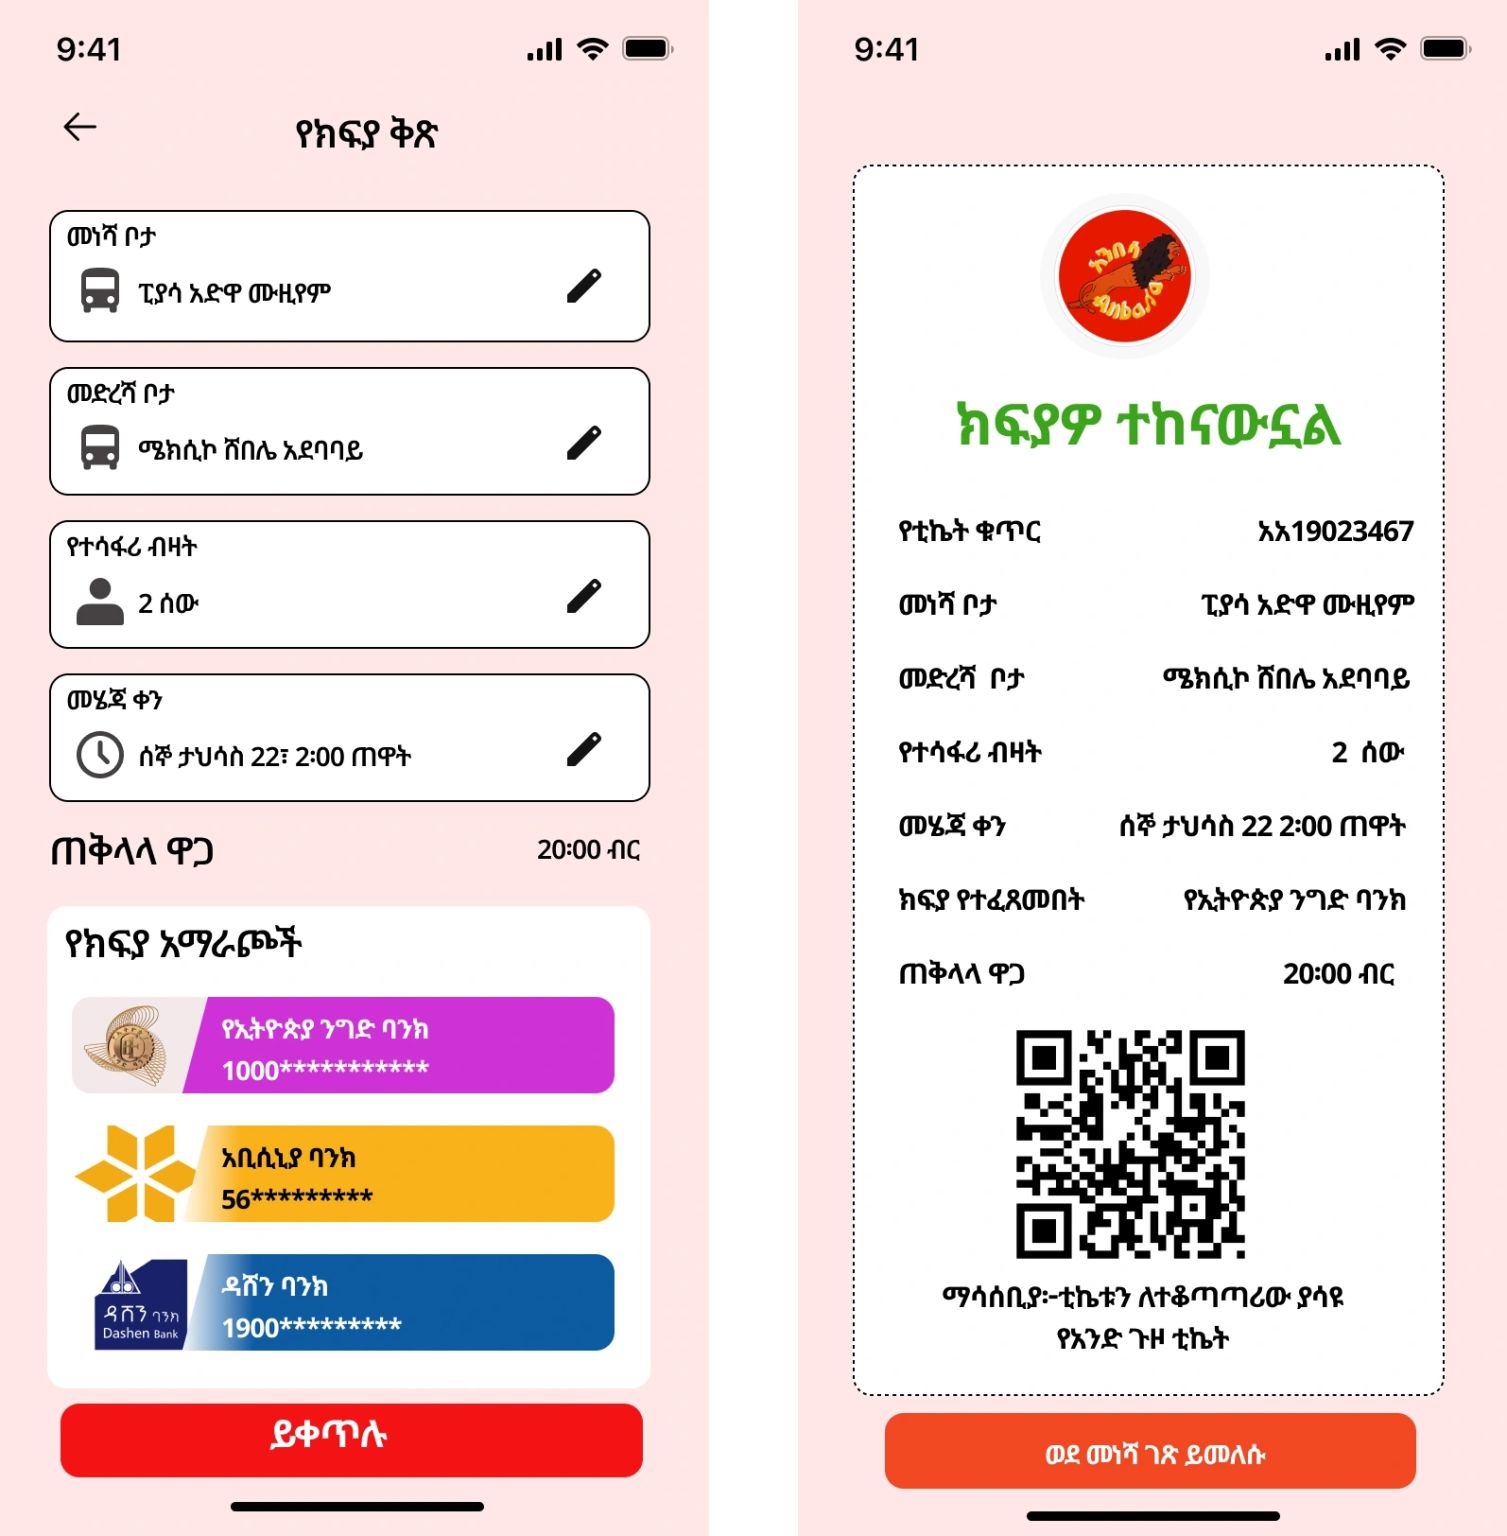 9:41
የክፍያ ቅጽ
መነሻ ቦታ
ፒያሳ አድዋ ሙዚየም
መድረሻ ቦታ
ሜክሲኮ ሸበሌ አደባባይ
የተሳፋሪ ብዛት
2 ሰው
መሄጃ ቀን
ሰኞ ታህሳስ 22፣ 2፡00 ጠዋት
ጠቅላላ ዋጋ 20፡00 ብር
የክፍያ አማራጮች
የኢትዮጵያ ንግድ ባንክ
1000***********
አቢሲኒያ ባንክ
56*********
ዳሸን ባንክ
Dashen Bank
ዳሸን ባንክ
1900*********
ይቀጥሉ
9:41
አንበሳ
Anbassa
ክፍያዎ ተከናውኗል
የቲኬት ቁጥር አአ19023467
መነሻ ቦታ ፒያሳ አድዋ ሙዚየም
መድረሻ ቦታ ሜክሲኮ ሸበሌ አደባባይ
የተሳፋሪ ብዛት 2 ሰው
መሄጃ ቀን ሰኞ ታህሳስ 22 2፡00 ጠዋት
ክፍያ የተፈጸመበት የኢትዮጵያ ንግድ ባንክ
ጠቅላላ ዋጋ 20፡00 ብር
ማሳሰቢያ፦ቲኬቱን ለተቆጣጣሪው ያሳዩ
የአንድ ጉዞ ቲኬት
ወደ መነሻ ገጽ ይመለሱ